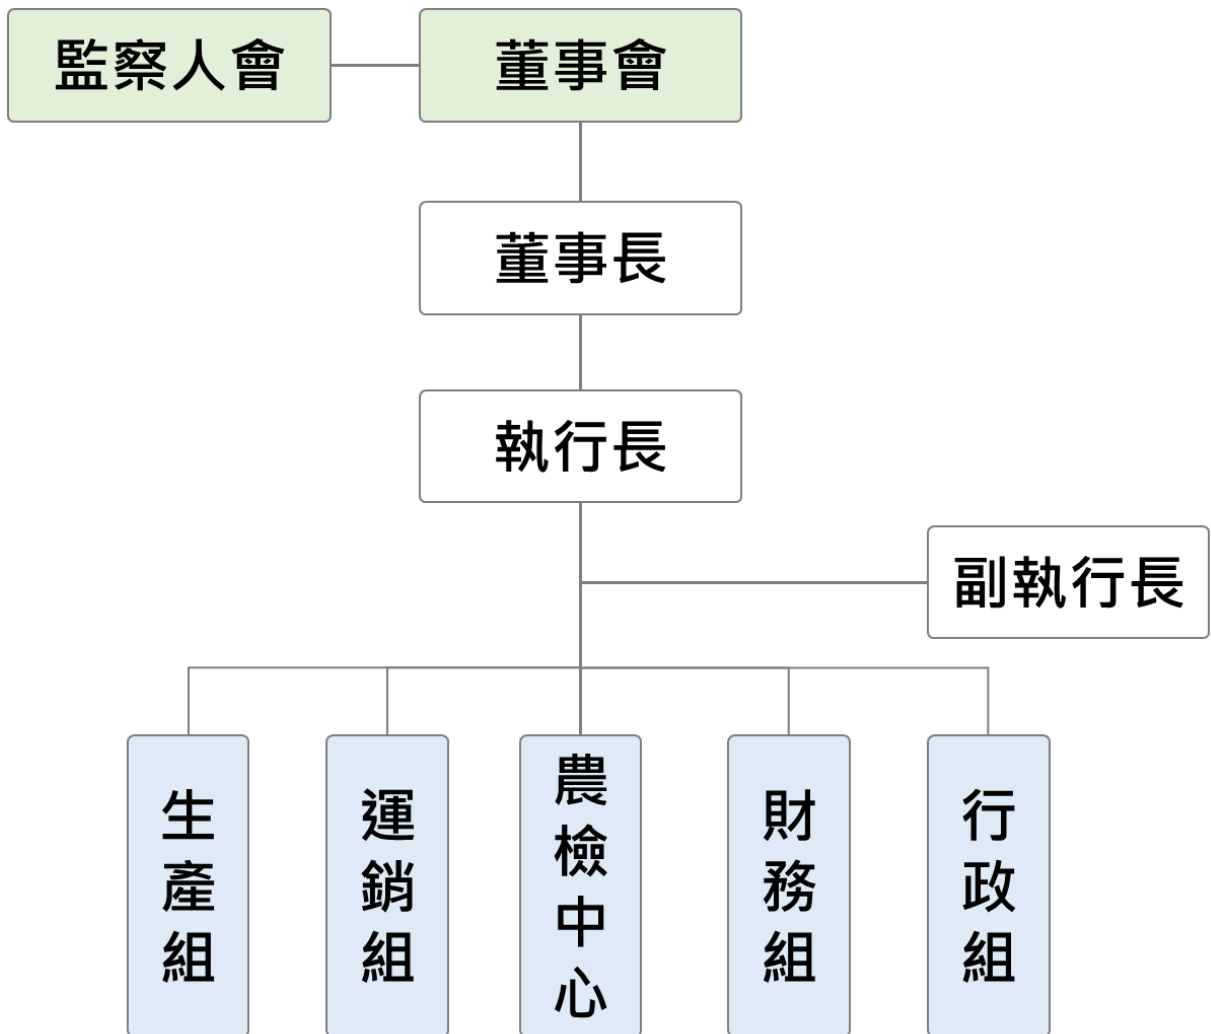 監察人會
董事會
董事長
執行長
副執行長
生產組
運銷組
農檢中心
財務組
行政組